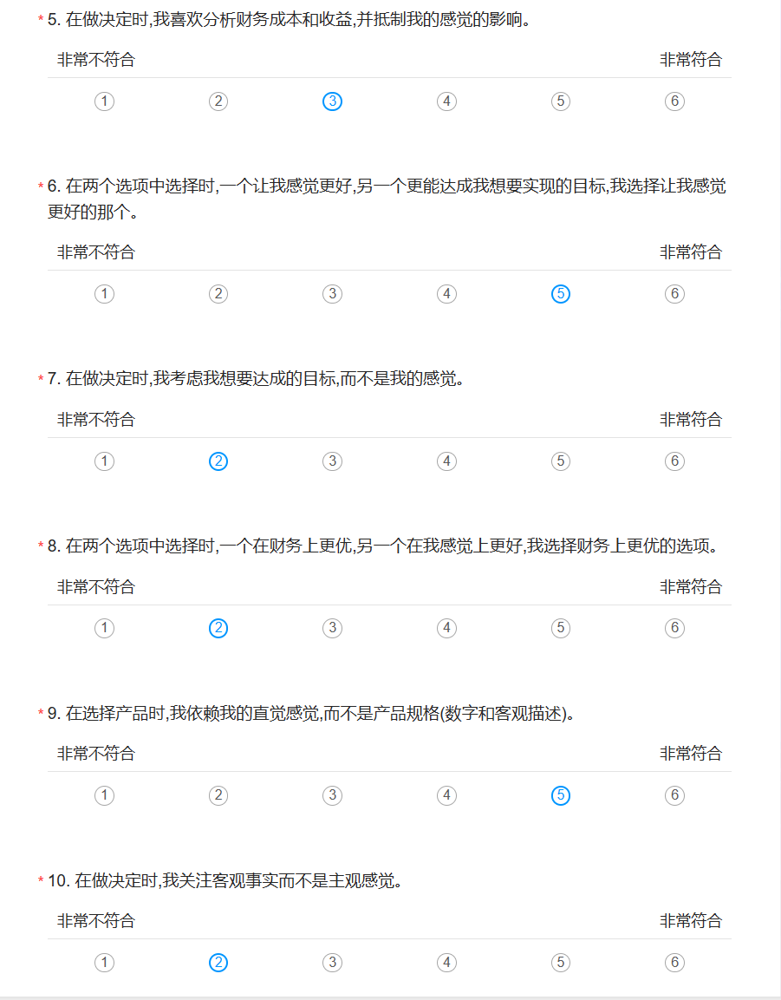 * 5. 在做决定时,我喜欢分析财务成本和收益,并抵制我的感觉的影响。
非常不符合 非常符合
1 2 3 4 5 6
* 6. 在两个选项中选择时,一个让我感觉更好,另一个更能达成我想要实现的目标,我选择让我感觉
更好的那个。
非常不符合 非常符合
1 2 3 4 5 6
* 7. 在做决定时,我考虑我想要达成的目标,而不是我的感觉。
非常不符合 非常符合
1 2 3 4 5 6
* 8. 在两个选项中选择时,一个在财务上更优,另一个在我感觉上更好,我选择财务上更优的选项。
非常不符合 非常符合
1 2 3 4 5 6
* 9. 在选择产品时,我依赖我的直觉感觉,而不是产品规格(数字和客观描述)。
非常不符合 非常符合
1 2 3 4 5 6
* 10. 在做决定时,我关注客观事实而不是主观感觉。
非常不符合 非常符合
1 2 3 4 5 6